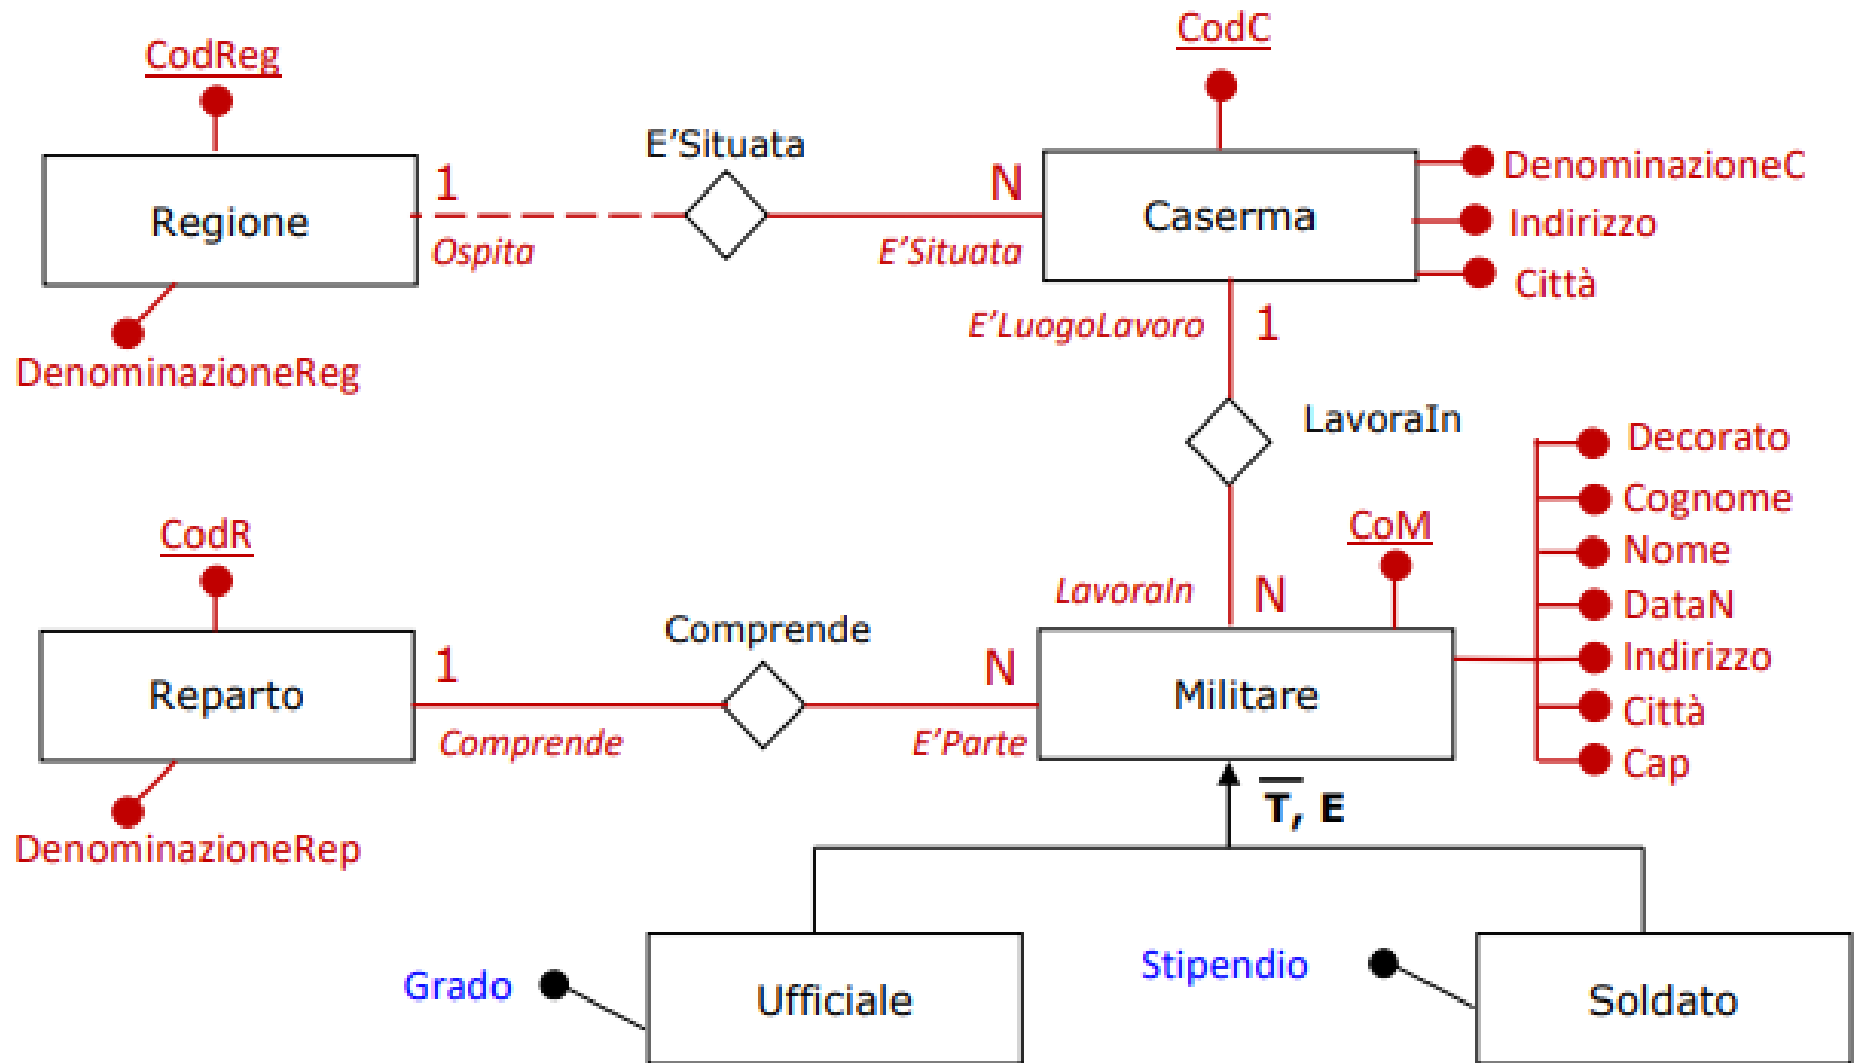 CodC
CodReg
E'Situata
1
N
DenominazioneC
Regione
Caserma
Indirizzo
Ospita
E'Situata
Città
E'LuogoLavoro
1
DenominazioneReg
LavoraIn
Decorato
Cognome
CodR
CoM
Nome
LavoraIn
N
DataN
Comprende
1
N
Indirizzo
Reparto
Militare
Città
Comprende
E'Parte
Cap
T, E
DenominazioneRep
Grado
Stipendio
Ufficiale
Soldato